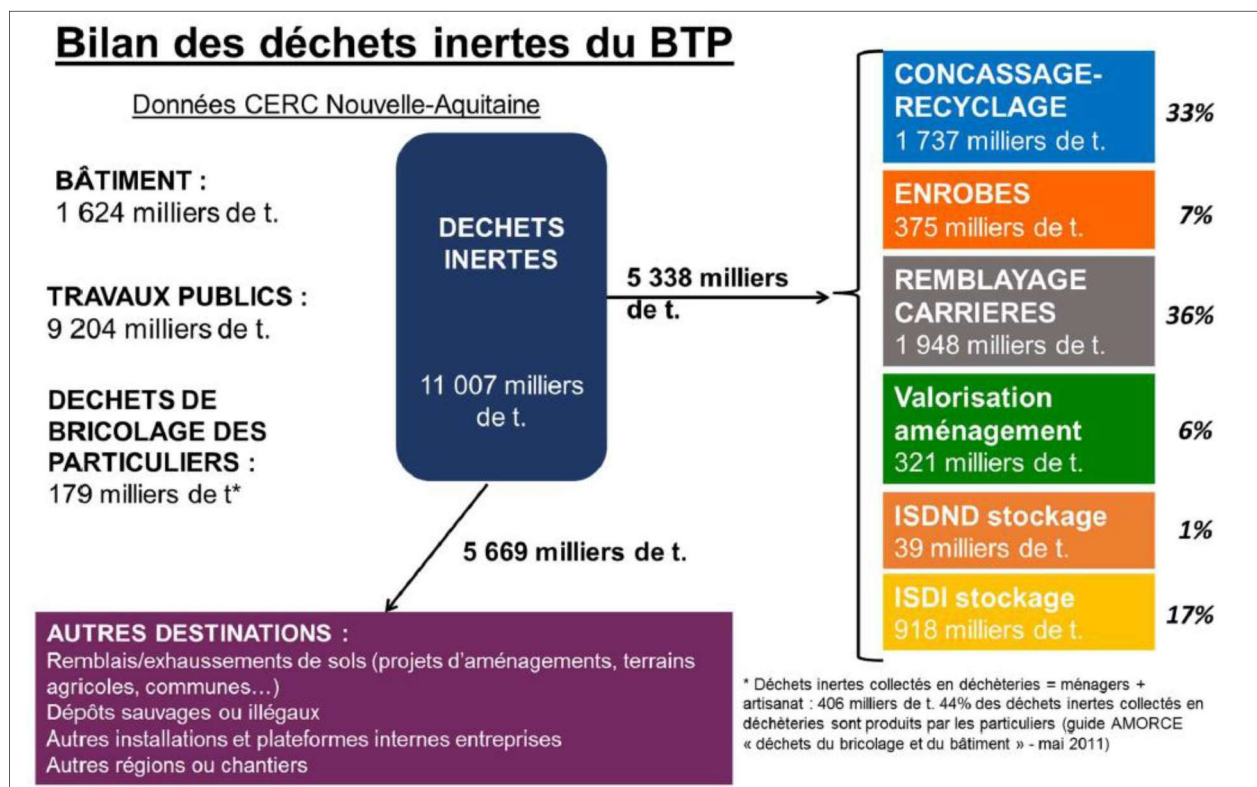 Bilan des déchets inertes du BTP
Données CERC Nouvelle-Aquitaine
BÂTIMENT :
1 624 milliers de t.
TRAVAUX PUBLICS :
9 204 milliers de t.
DECHETS DE
BRICOLAGE DES
PARTICULIERS :
179 milliers de t*
DECHETS
INERTES
11 007 milliers
de t.
5 338 milliers
de t.
5 669 milliers de t.
CONCASSAGE-
RECYCLAGE
1 737 milliers de t.
33%
ENROBES
375 milliers de t.
7%
REMBLAYAGE
CARRIERES
1 948 milliers de t.
36%
Valorisation
aménagement
321 milliers de t.
6%
ISDND stockage
39 milliers de t.
1%
ISDI stockage
918 milliers de t.
17%
AUTRES DESTINATIONS :
Remblais/exhaussements de sols (projets d'aménagements, terrains
agricoles, communes…)
Dépôts sauvages ou illégaux
Autres installations et plateforme internes entreprises
Autres régions ou chantiers
* Déchets inertes collectés en déchèteries = ménagers +
artisanat : 406 milliers de t. 44% des déchets inertes collectés en
déchèteries sont produits par les particuliers (guide AMORCE
« déchets du bricolage et du bâtiment » - mai 2011)